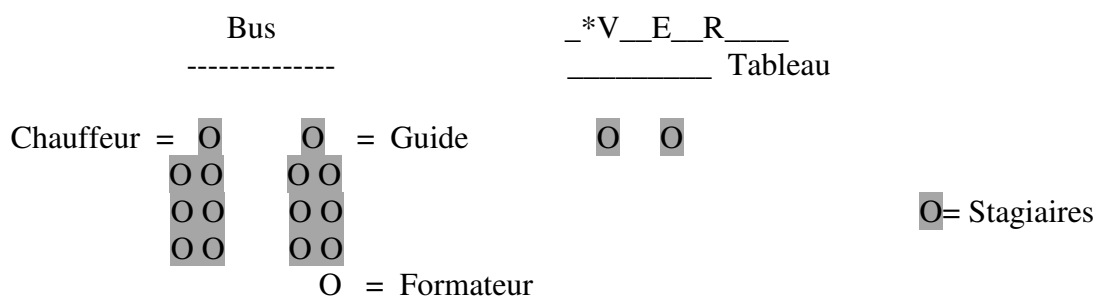 Bus _*V__E__R____
-------------- _________ Tableau
Chauffeur = O O = Guide O O
O O O O
O O O O O= Stagiaires
O O O O
O = Formateur